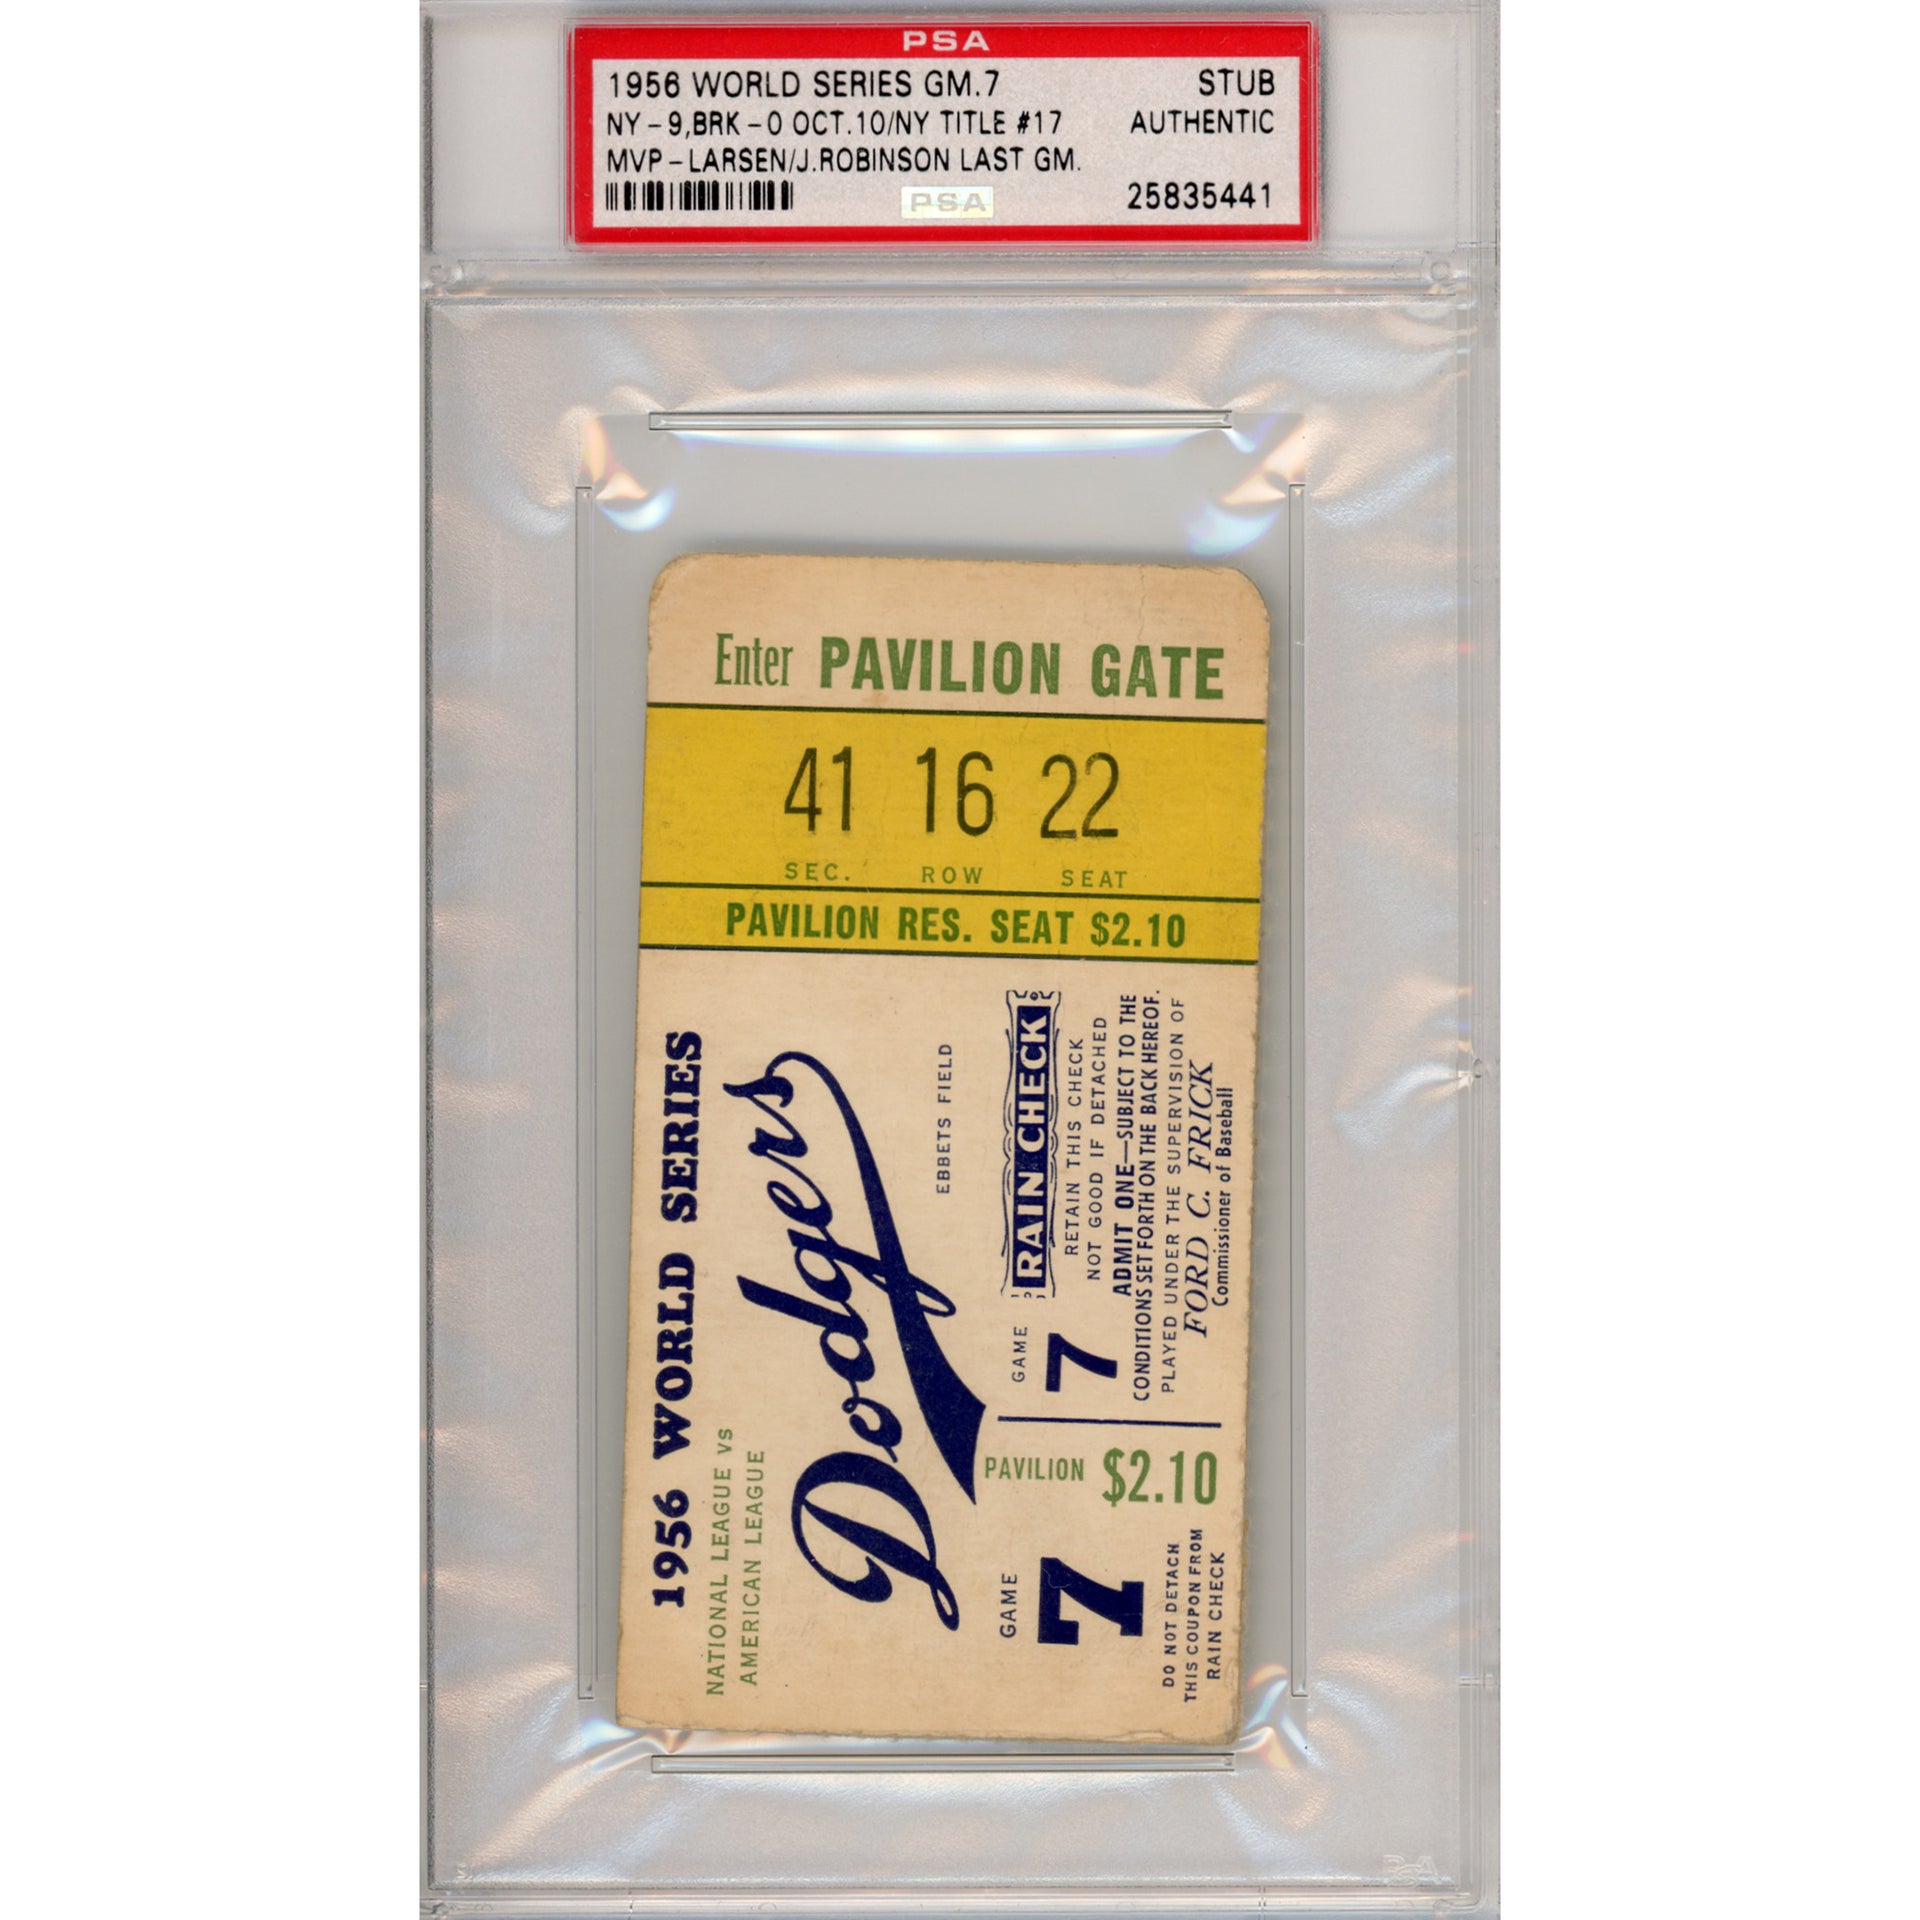 PSA
1956 WORLD SERIES GM.7 STUB
NY-9,BRK-0 OCT.10/NY TITLE #17 AUTHENTIC
MVP-LARSEN/J.ROBINSON LAST GM.
PSA 25835441
Enter PAVILION GATE
41 16 22
SEC. ROW SEAT
PAVILION RES. SEAT $2.10
1956 WORLD SERIES
NATIONAL LEAGUE VS
AMERICAN LEAGUE
Dodgers
EBBETS FIELD
GAME
7
RAIN CHECK
RETAIN THIS CHECK
NOT GOOD IF DETACHED
ADMIT ONE—SUBJECT TO THE
CONDITIONS SET FORTH ON THE BACK HEREOF.
PLAYED UNDER THE SUPERVISION OF
FORD C. FRICK
Commissioner of Baseball
PAVILION
$2.10
GAME
7
DO NOT DETACH
THIS COUPON FROM
RAIN CHECK
PSA